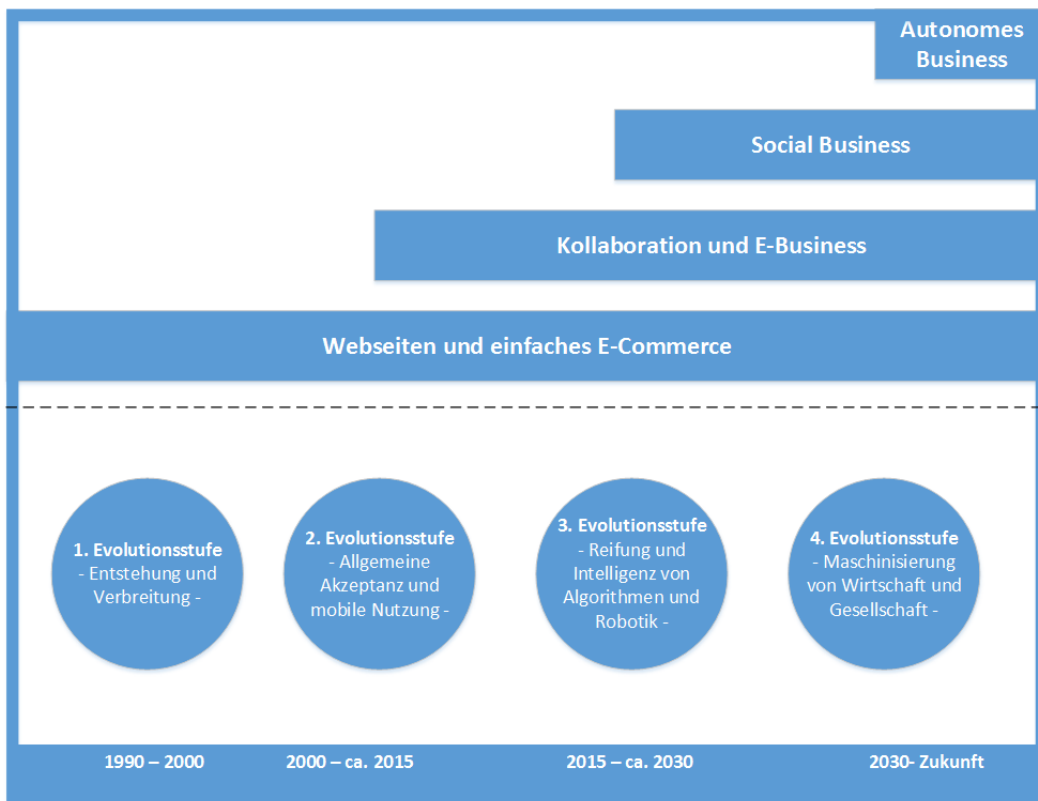 Autonomes
Business
Social Business
Kollaboration und E-Business
Webseiten und einfaches E-Commerce
1. Evolutionsstufe
- Entstehung und
Verbreitung -
2. Evolutionsstufe
- Allgemeine
Akzeptanz und
mobile Nutzung -
3. Evolutionsstufe
- Reifung und
Intelligenz von
Algorithmen und
Robotik -
4. Evolutionsstufe
- Maschinisierung
von Wirtschaft und
Gesellschaft -
1990 – 2000
2000 – ca. 2015
2015 – ca. 2030
2030- Zukunft